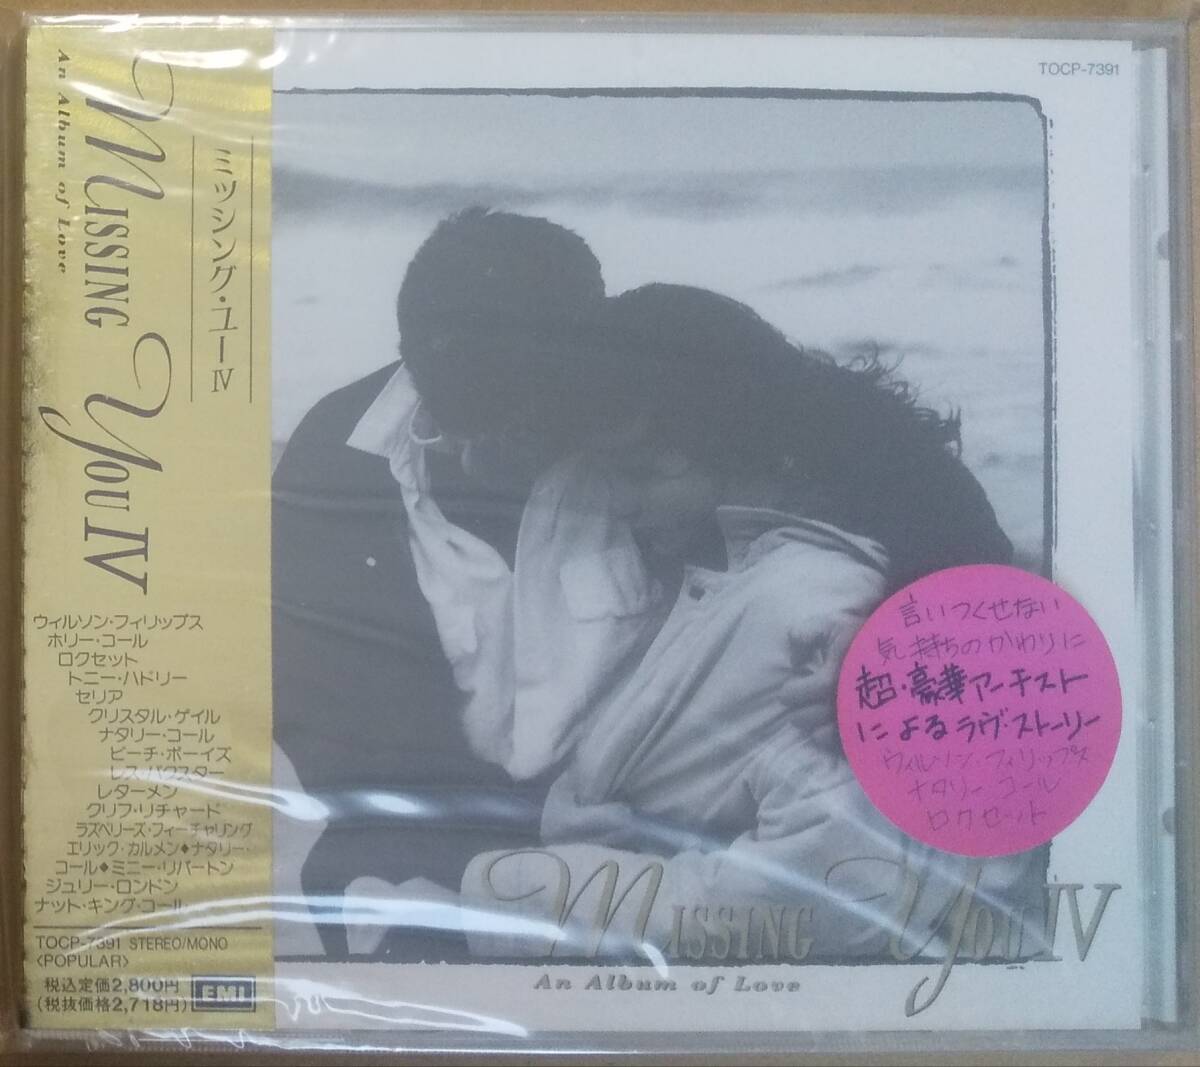 An Album of Love
MISSING YOU IV
ミッシング・ユーIV
ウィルソン・フィリップス
ホリー・コール
ロクセット
トニー・ハドリー
セリア
クリスタル・ゲイル
ナタリー・コール
ビーチ・ボーイズ
レス・バクスター
レターメン
クリフ・リチャード
ラズベリーズ・フィーチャリング
エリック・カルメン◆ナタリー・
コール◆ミニー・リパートン
ジュリー・ロンドン
ナット・キング・コール
TOCP-7391 STEREO/MONO
<POPULAR>
税込定価2,800円
(税抜価格2,718円)
EMI
TOCP-7391
言いつくせない
気持ちのかわりに
超・豪華アーチスト
によるラヴ・ストーリー
ウィルソン・フィリップス
ナタリー・コール
ロクセット
MISSING YOU IV
An Album of Love